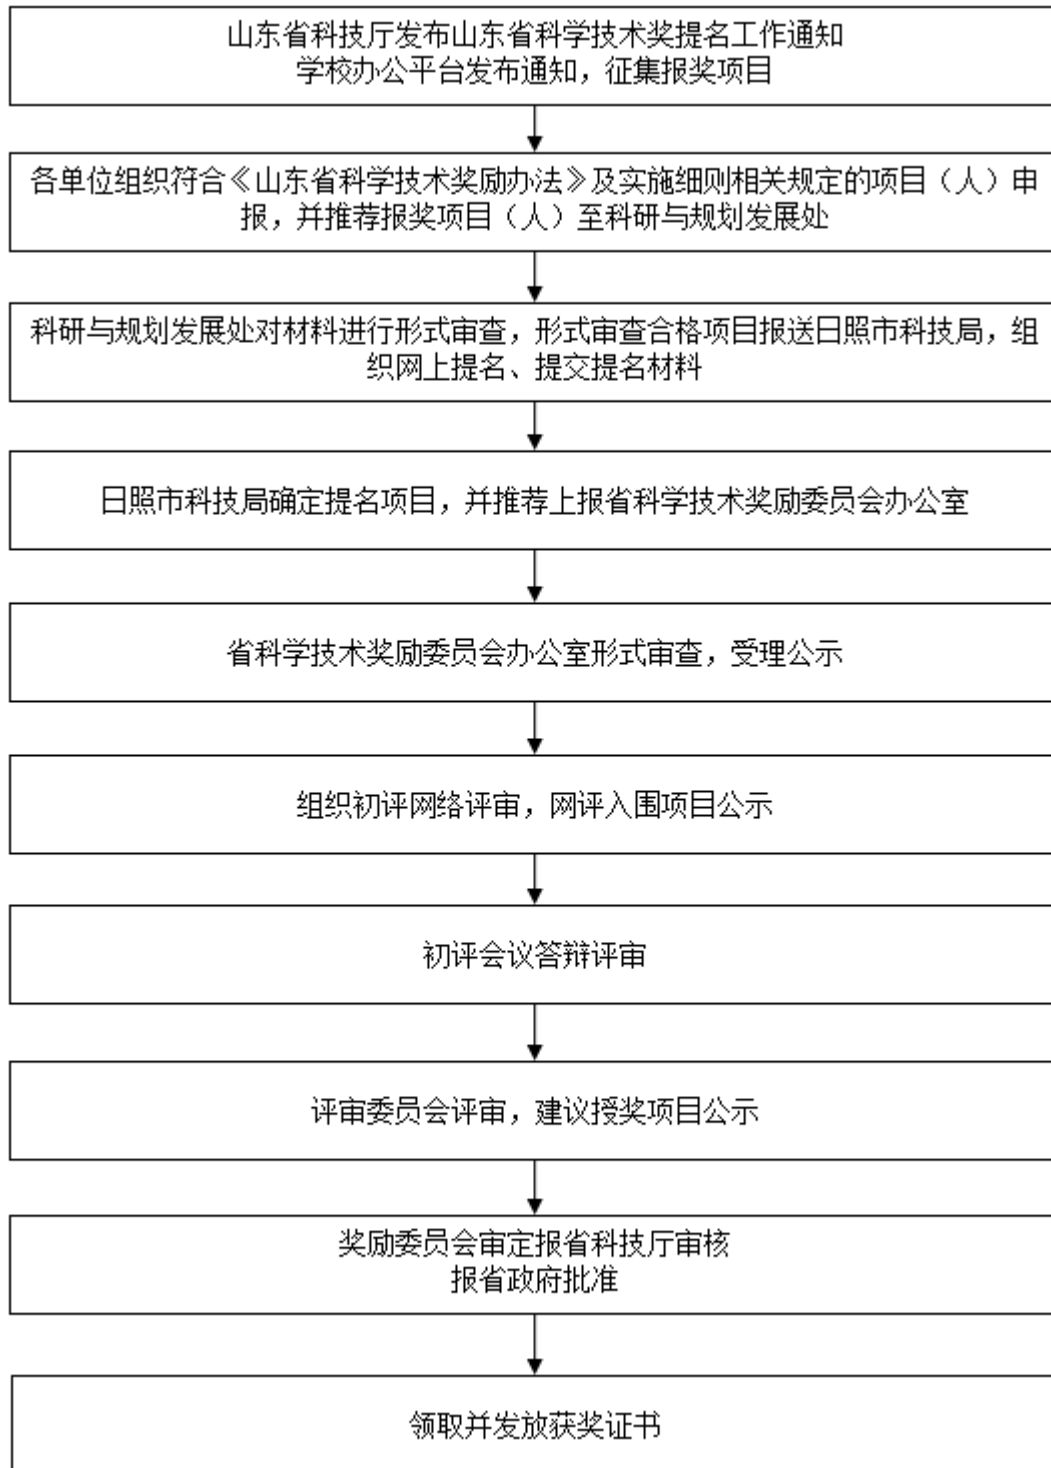 山东省科技厅发布山东省科学技术奖提名工作通知
学校办公平台发布通知，征集报奖项目
各单位组织符合《山东省科学技术奖励办法》及实施细则相关规定的项目（人）申
报，并推荐报奖项目（人）至科研与规划发展处
科研与规划发展处对材料进行形式审查，形式审查合格项目报送日照市科技局，组
织网上提名、提交提名材料
日照市科技局确定提名项目，并推荐上报省科学技术奖励委员会办公室
省科学技术奖励委员会办公室形式审查，受理公示
组织初评网络评审，网评入围项目公示
初评会议答辩评审
评审委员会评审，建议授奖项目公示
奖励委员会审定报省科技厅审核
报省政府批准
领取并发放获奖证书